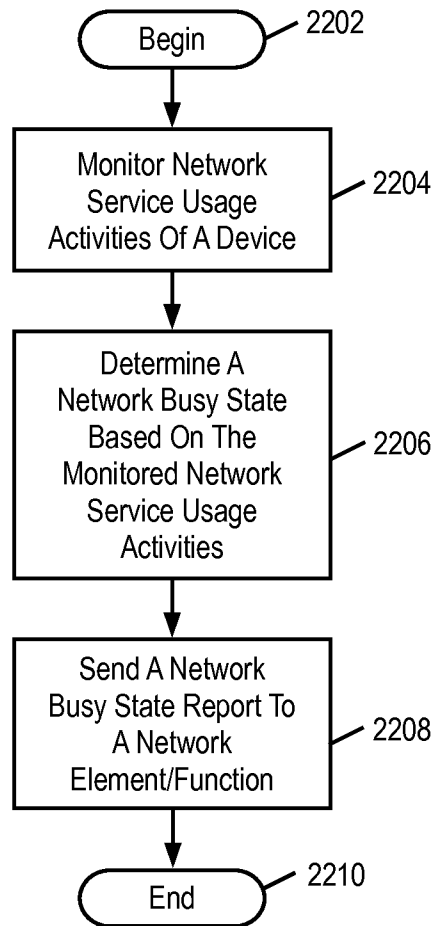 Begin
2202
Monitor Network
Service Usage
Activities Of A Device
2204
Determine A
Network Busy State
Based On The
Monitored Network
Service Usage
Activities
2206
Send A Network
Busy State Report To
A Network
Element/Function
2208
End
2210